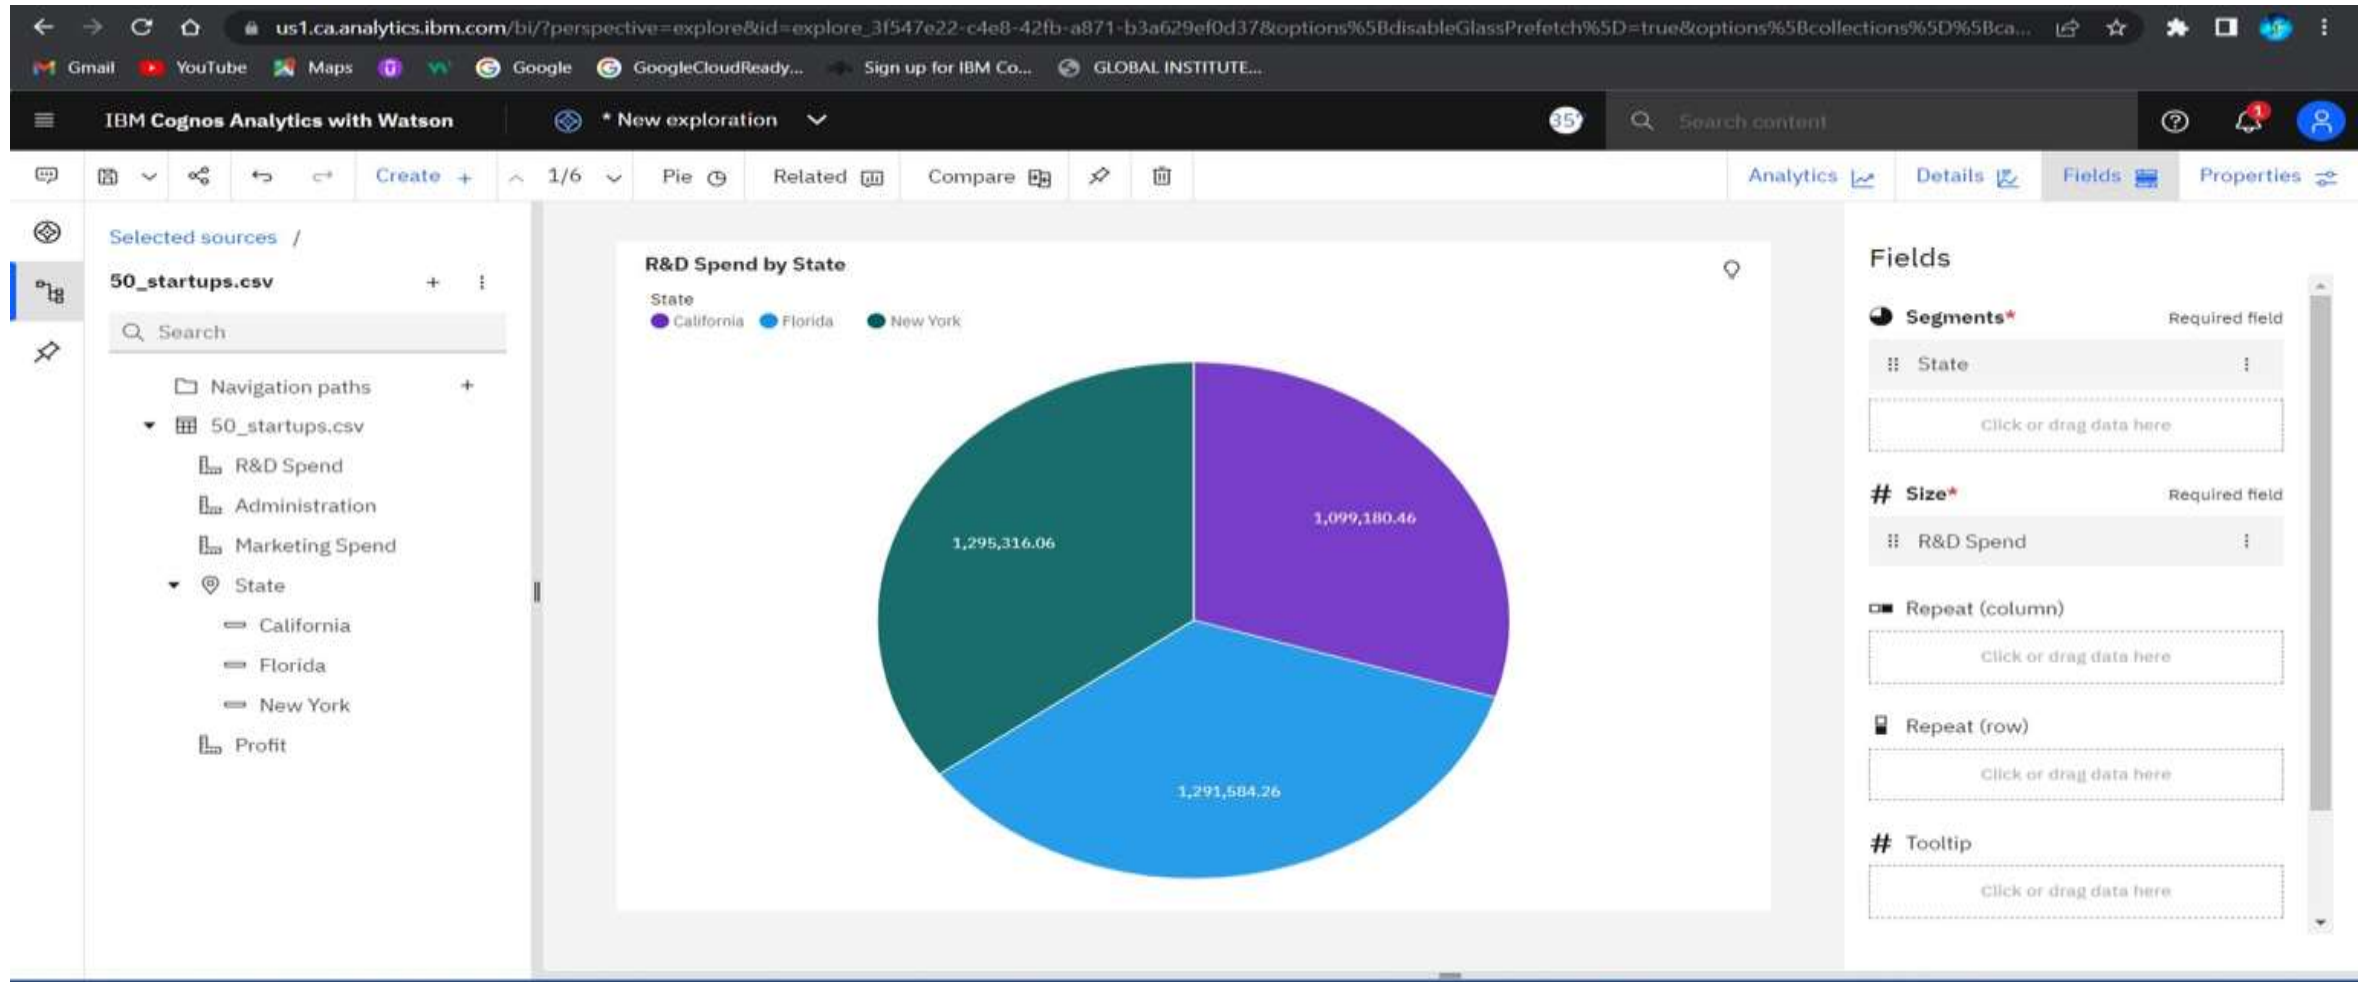 us1.ca.analytics.ibm.com/bi/?perspective=explore&id=explore_3f547e22-c4e8-42fb-a871-b3a629ef0d37&options%5BdisableGlassPrefetch%5D=true&options%5Bcollections%5D%5Bca...
Gmail YouTube Maps Google GoogleCloudReady... Sign up for IBM Co... GLOBAL INSTITUTE...
IBM Cognos Analytics with Watson * New exploration 35° Search content 1
Create + 1/6 Pie Related Compare Analytics Details Fields Properties
Selected sources /
50_startups.csv
Search
Navigation paths
50_startups.csv
R&D Spend
Administration
Marketing Spend
State
California
Florida
New York
Profit
R&D Spend by State
State
California Florida New York
1,099,180.46
1,295,316.06
1,291,584.26
Fields
Segments* Required field
State
Click or drag data here
# Size* Required field
R&D Spend
Repeat (column)
Click or drag data here
Repeat (row)
Click or drag data here
# Tooltip
Click or drag data here